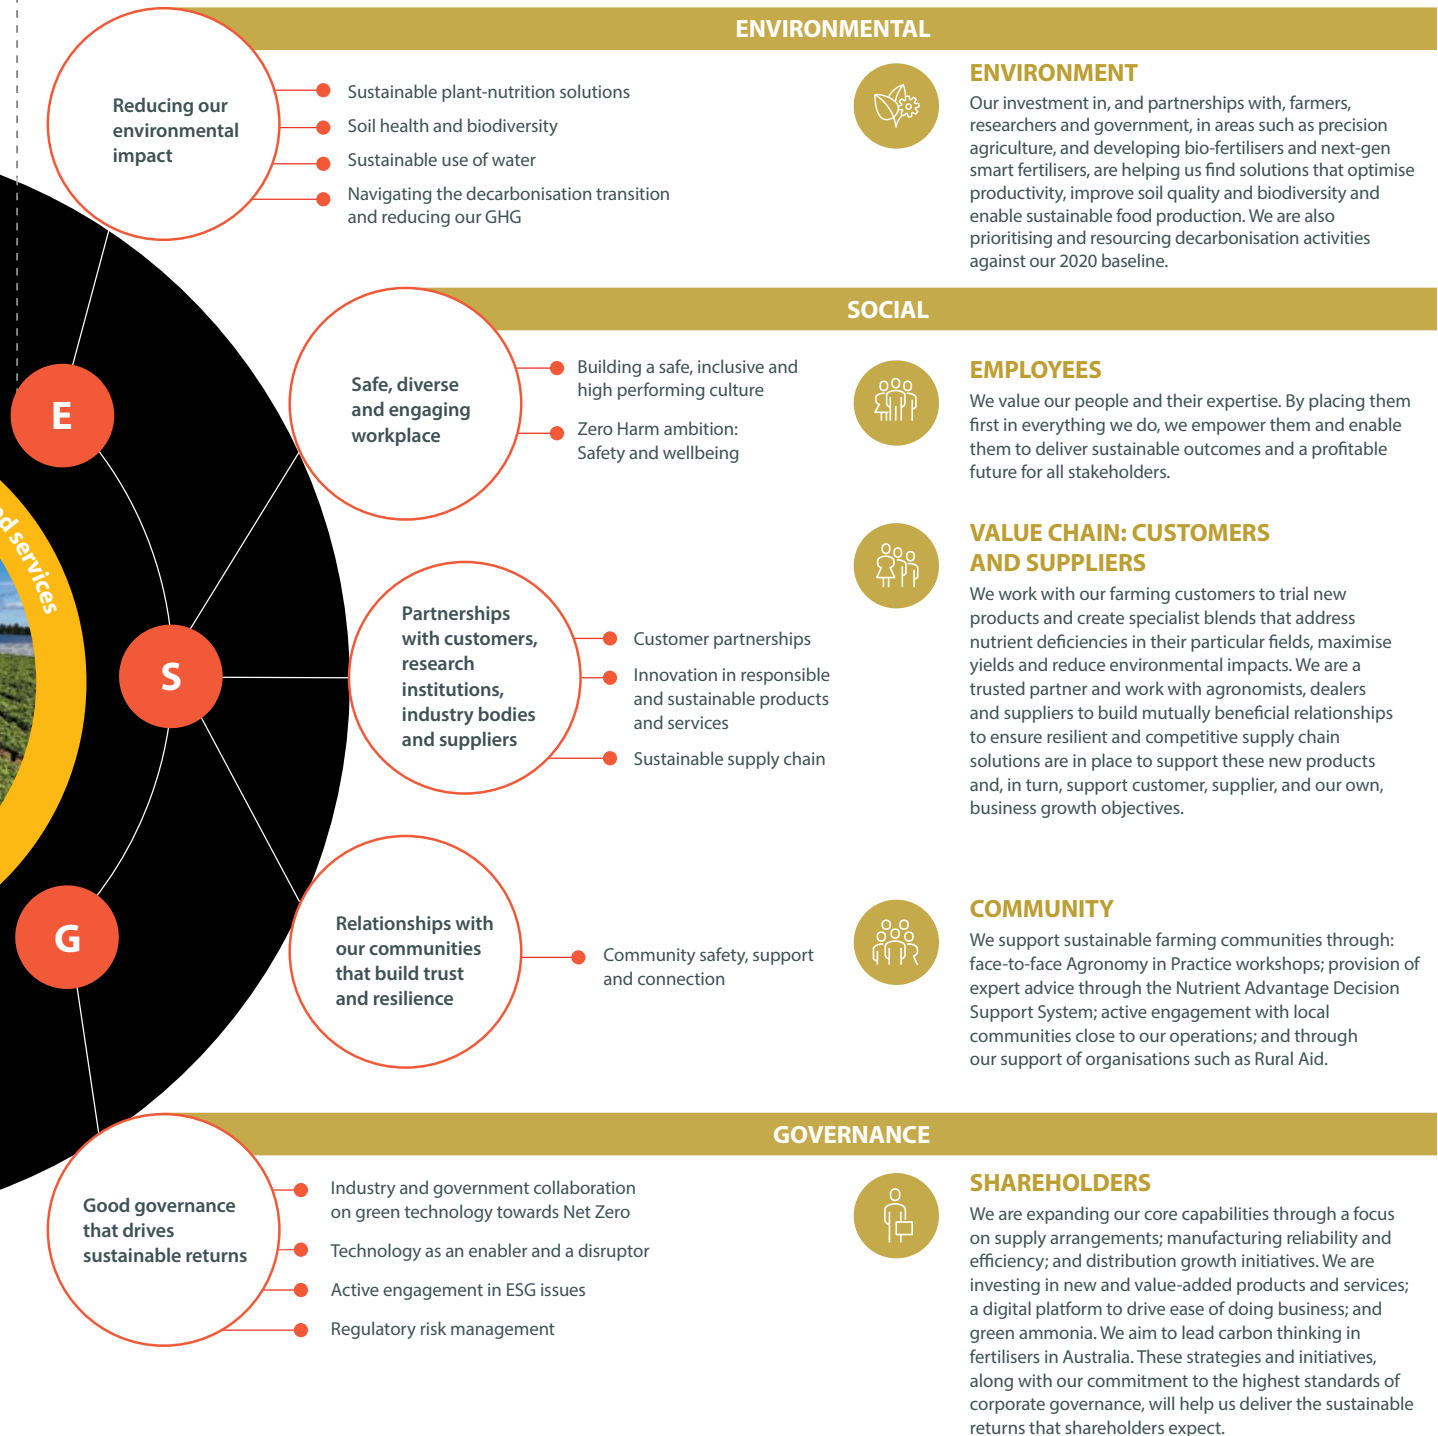 ENVIRONMENTAL
Reducing our
environmental
impact
Sustainable plant-nutrition solutions
Soil health and biodiversity
Sustainable use of water
Navigating the decarbonisation transition
and reducing our GHG
ENVIRONMENT
Our investment in, and partnerships with, farmers,
researchers and government, in areas such as precision
agriculture, and developing bio-fertilisers and next-gen
smart fertilisers, are helping us find solutions that optimise
productivity, improve soil quality and biodiversity and
enable sustainable food production. We are also
prioritising and resourcing decarbonisation activities
against our 2020 baseline.
E
S
G
services
SOCIAL
Safe, diverse
and engaging
workplace
Building a safe, inclusive and
high performing culture
Zero Harm ambition:
Safety and wellbeing
EMPLOYEES
We value our people and their expertise. By placing them
first in everything we do, we empower them and enable
them to deliver sustainable outcomes and a profitable
future for all stakeholders.
Partnerships
with customers,
research
institutions,
industry bodies
and suppliers
Customer partnerships
Innovation in responsible
and sustainable products
and services
Sustainable supply chain
VALUE CHAIN: CUSTOMERS
AND SUPPLIERS
We work with our farming customers to trial new
products and create specialist blends that address
nutrient deficiencies in their particular fields, maximise
yields and reduce environmental impacts. We are a
trusted partner and work with agronomists, dealers
and suppliers to build mutually beneficial relationships
to ensure resilient and competitive supply chain
solutions are in place to support these new products
and, in turn, support customer, supplier, and our own,
business growth objectives.
Relationships with
our communities
that build trust
and resilience
Community safety, support
and connection
COMMUNITY
We support sustainable farming communities through:
face-to-face Agronomy in Practice workshops; provision of
expert advice through the Nutrient Advantage Decision
Support System; active engagement with local
communities close to our operations; and through
our support of organisations such as Rural Aid.
GOVERNANCE
Good governance
that drives
sustainable returns
Industry and government collaboration
on green technology towards Net Zero
Technology as an enabler and a disruptor
Active engagement in ESG issues
Regulatory risk management
SHAREHOLDERS
We are expanding our core capabilities through a focus
on supply arrangements; manufacturing reliability and
efficiency; and distribution growth initiatives. We are
investing in new and value-added products and services;
a digital platform to drive ease of doing business; and
green ammonia. We aim to lead carbon thinking in
fertilisers in Australia. These strategies and initiatives,
along with our commitment to the highest standards of
corporate governance, will help us deliver the sustainable
returns that shareholders expect.